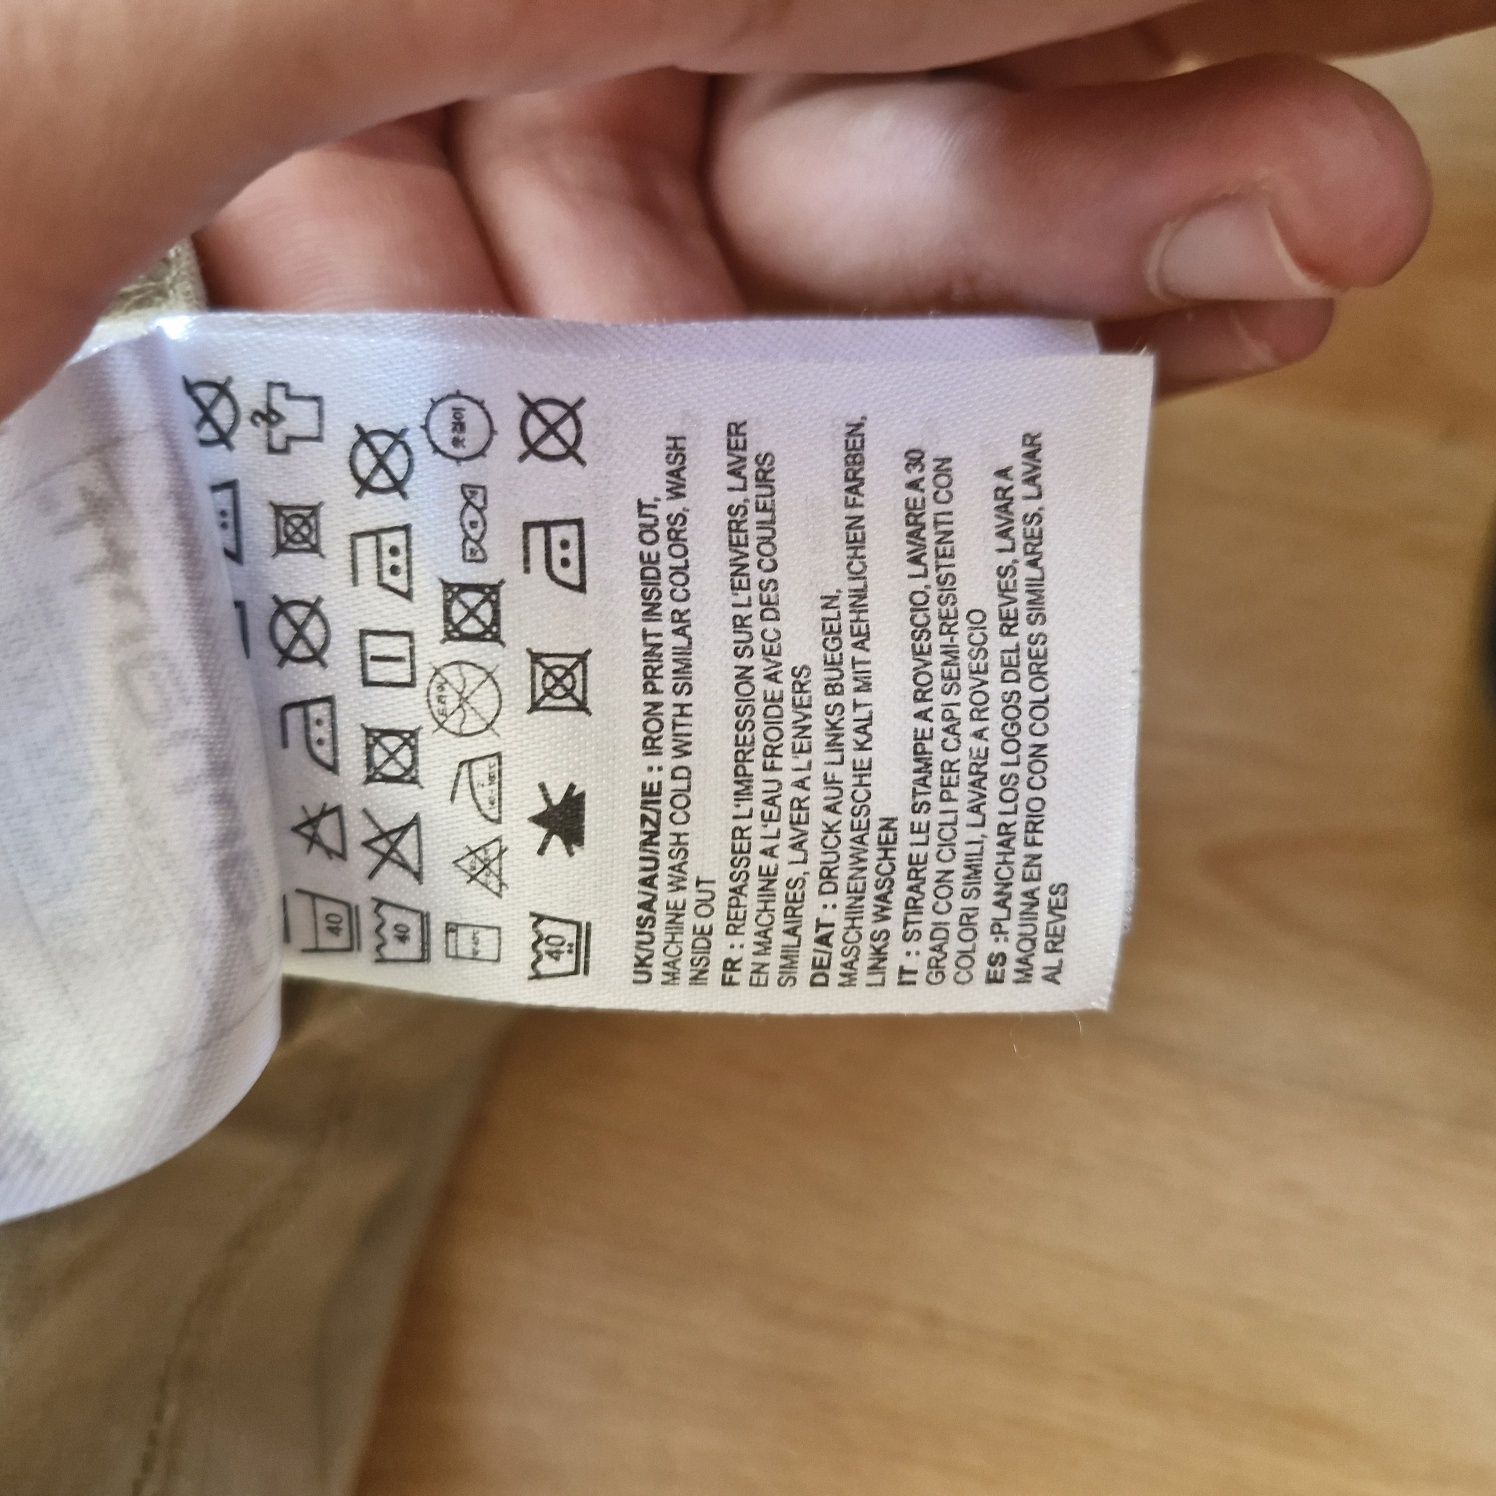 40
40
40
옷걸이
UK/USA/AU/NZ/IE : IRON PRINT INSIDE OUT,
MACHINE WASH COLD WITH SIMILAR COLORS, WASH
INSIDE OUT
FR : REPASSER L'IMPRESSION SUR L'ENVERS, LAVER
EN MACHINE A L'EAU FROIDE AVEC DES COULEURS
SIMILAIRES, LAVER A L'ENVERS
DE/AT : DRUCK AUF LINKS BUEGELN,
MASCHINENWAESCHE KALT MIT AEHNLICHEN FARBEN,
LINKS WASCHEN
IT : STIRARE LE STAMPE A ROVESCIO, LAVARE A 30
GRADI CON CICLI PER CAPI SEMI-RESISTENTI CON
COLORI SIMILI, LAVARE A ROVESCIO
ES :PLANCHAR LOS LOGOS DEL REVES, LAVAR A
MAQUINA EN FRIO CON COLORES SIMILARES, LAVAR
AL REVES